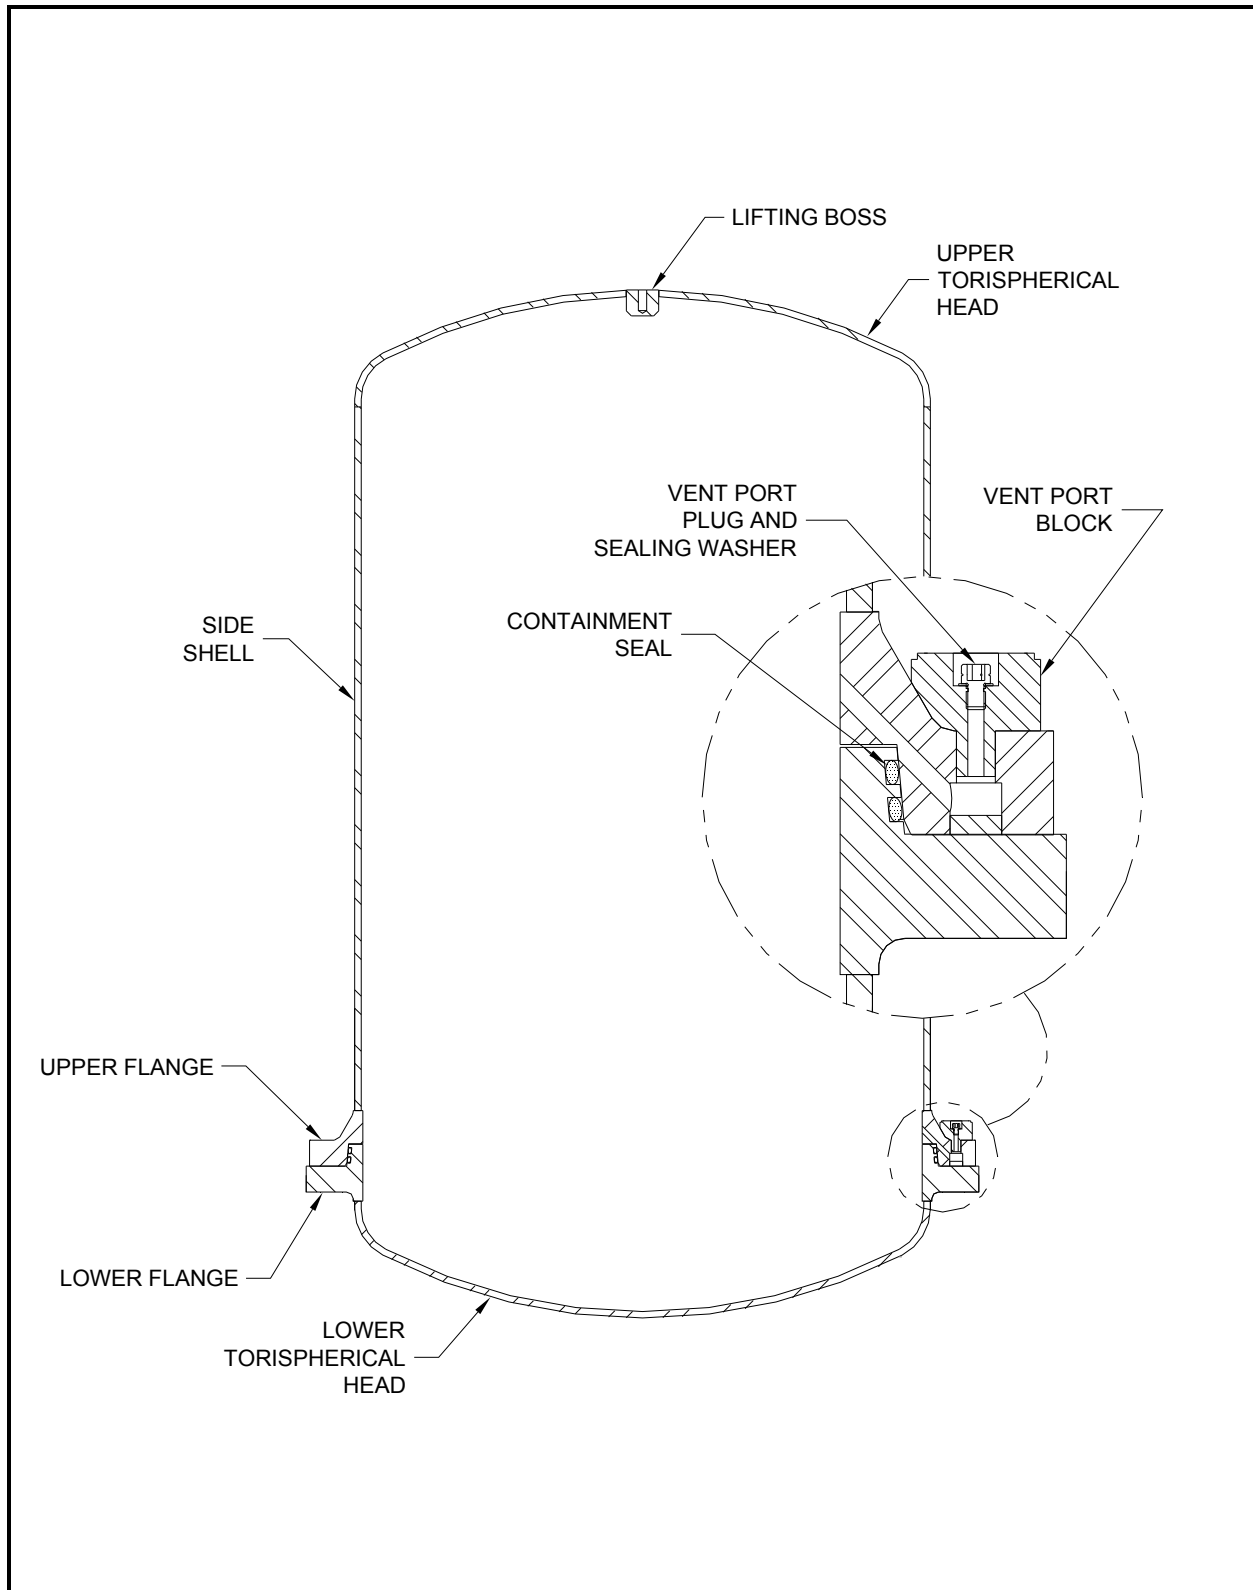 LIFTING BOSS
UPPER
TORISPHERICAL
HEAD
VENT PORT
PLUG AND
SEALING WASHER
VENT PORT
BLOCK
CONTAINMENT
SEAL
SIDE
SHELL
UPPER FLANGE
LOWER FLANGE
LOWER
TORISPHERICAL
HEAD